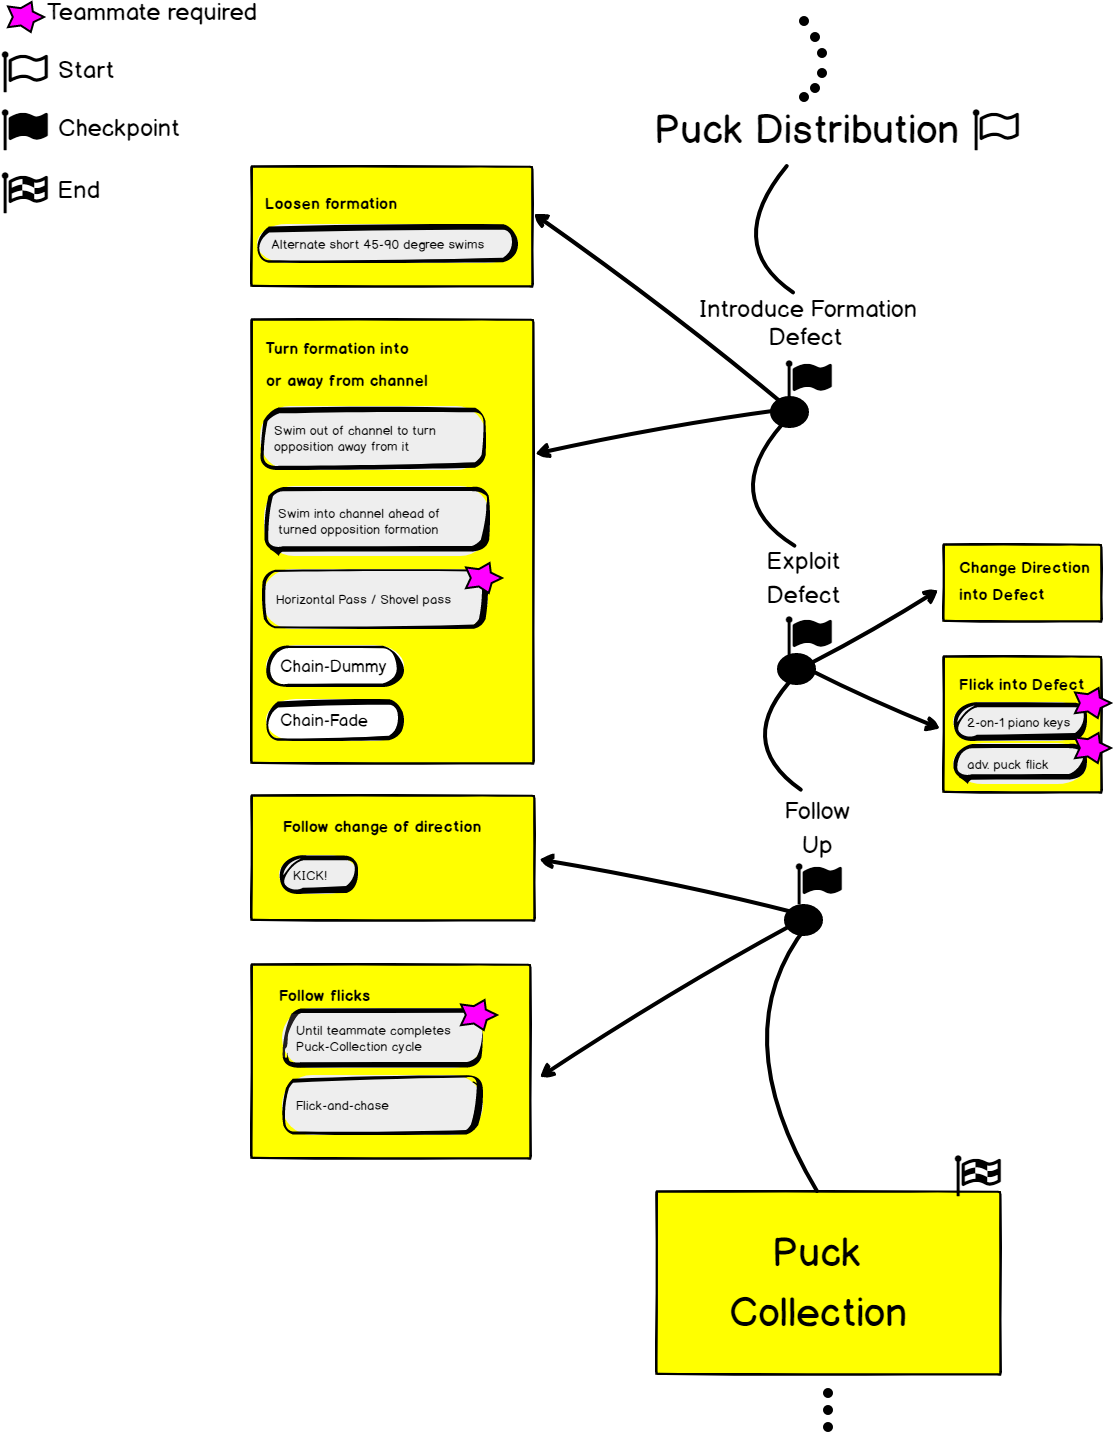 Teammate required
Start
Checkpoint
End
Puck Distribution
Introduce Formation
Defect
Loosen formation
Alternate short 45-90 degree swims
Turn formation into
or away from channel
Swim out of channel to turn
opposition away from it
Swim into channel ahead of
turned opposition formation
Horizontal Pass / Shovel pass
Chain-Dummy
Chain-Fade
Exploit
Defect
Change Direction
into Defect
Flick into Defect
2-on-1 piano keys
adv. puck flick
Follow
Up
Follow change of direction
KICK!
Follow flicks
Until teammate completes
Puck-Collection cycle
Flick-and-chase
Puck
Collection